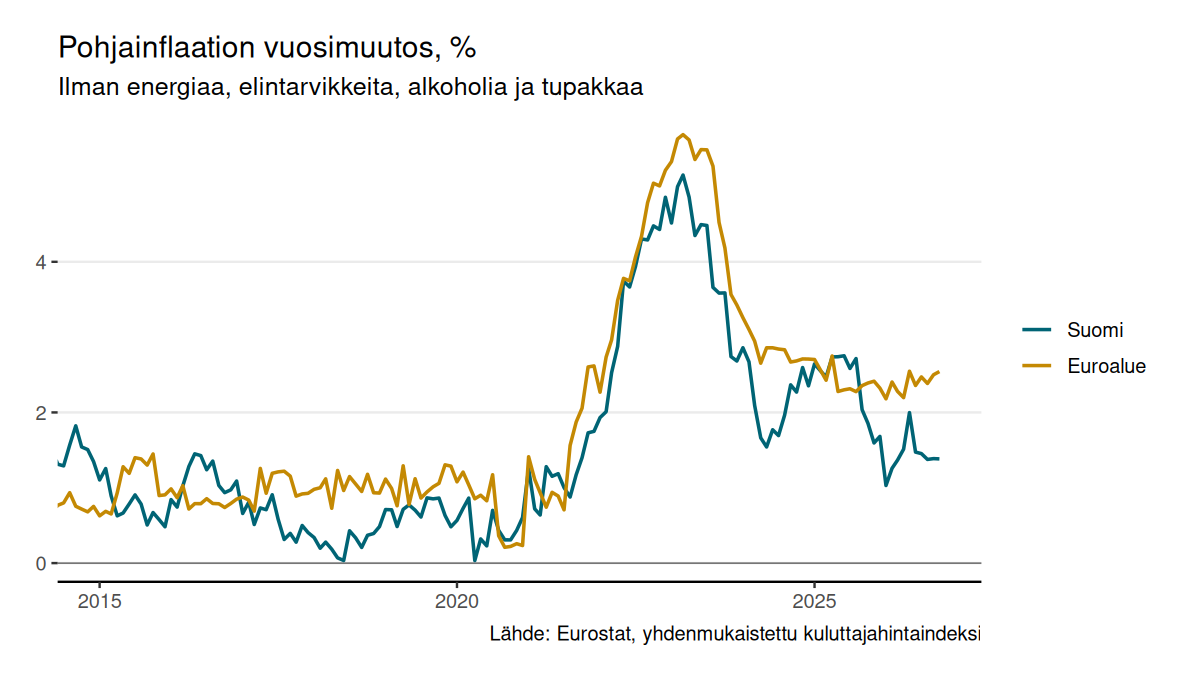 Pohjainflaation vuosimuutos, %
Ilman energiaa, elintarvikkeita, alkoholia ja tupakkaa
4
2
0
2015
2020
2025
Suomi
Euroalue
Lähde: Eurostat, yhdenmukaistettu kuluttajahintaindeksi